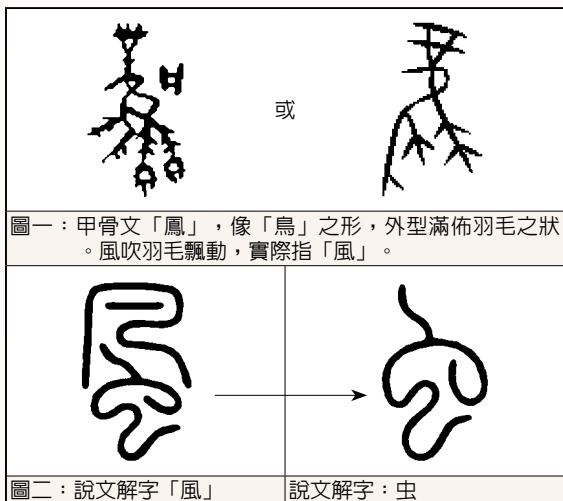 或
圖一：甲骨文「鳳」，像「鳥」之形，外型滿佈羽毛之狀
。風吹羽毛飄動，實際指「風」。
圖二：說文解字「風」
說文解字：虫